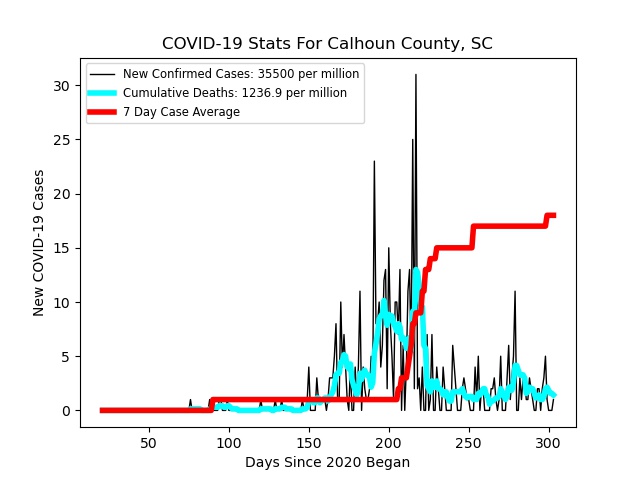 COVID-19 Stats For Calhoun County, SC
New Confirmed Cases: 35500 per million
Cumulative Deaths: 1236.9 per million
7 Day Case Average
New COVID-19 Cases
30
25
20
15
10
5
0
50 100 150 200 250 300
Days Since 2020 Began